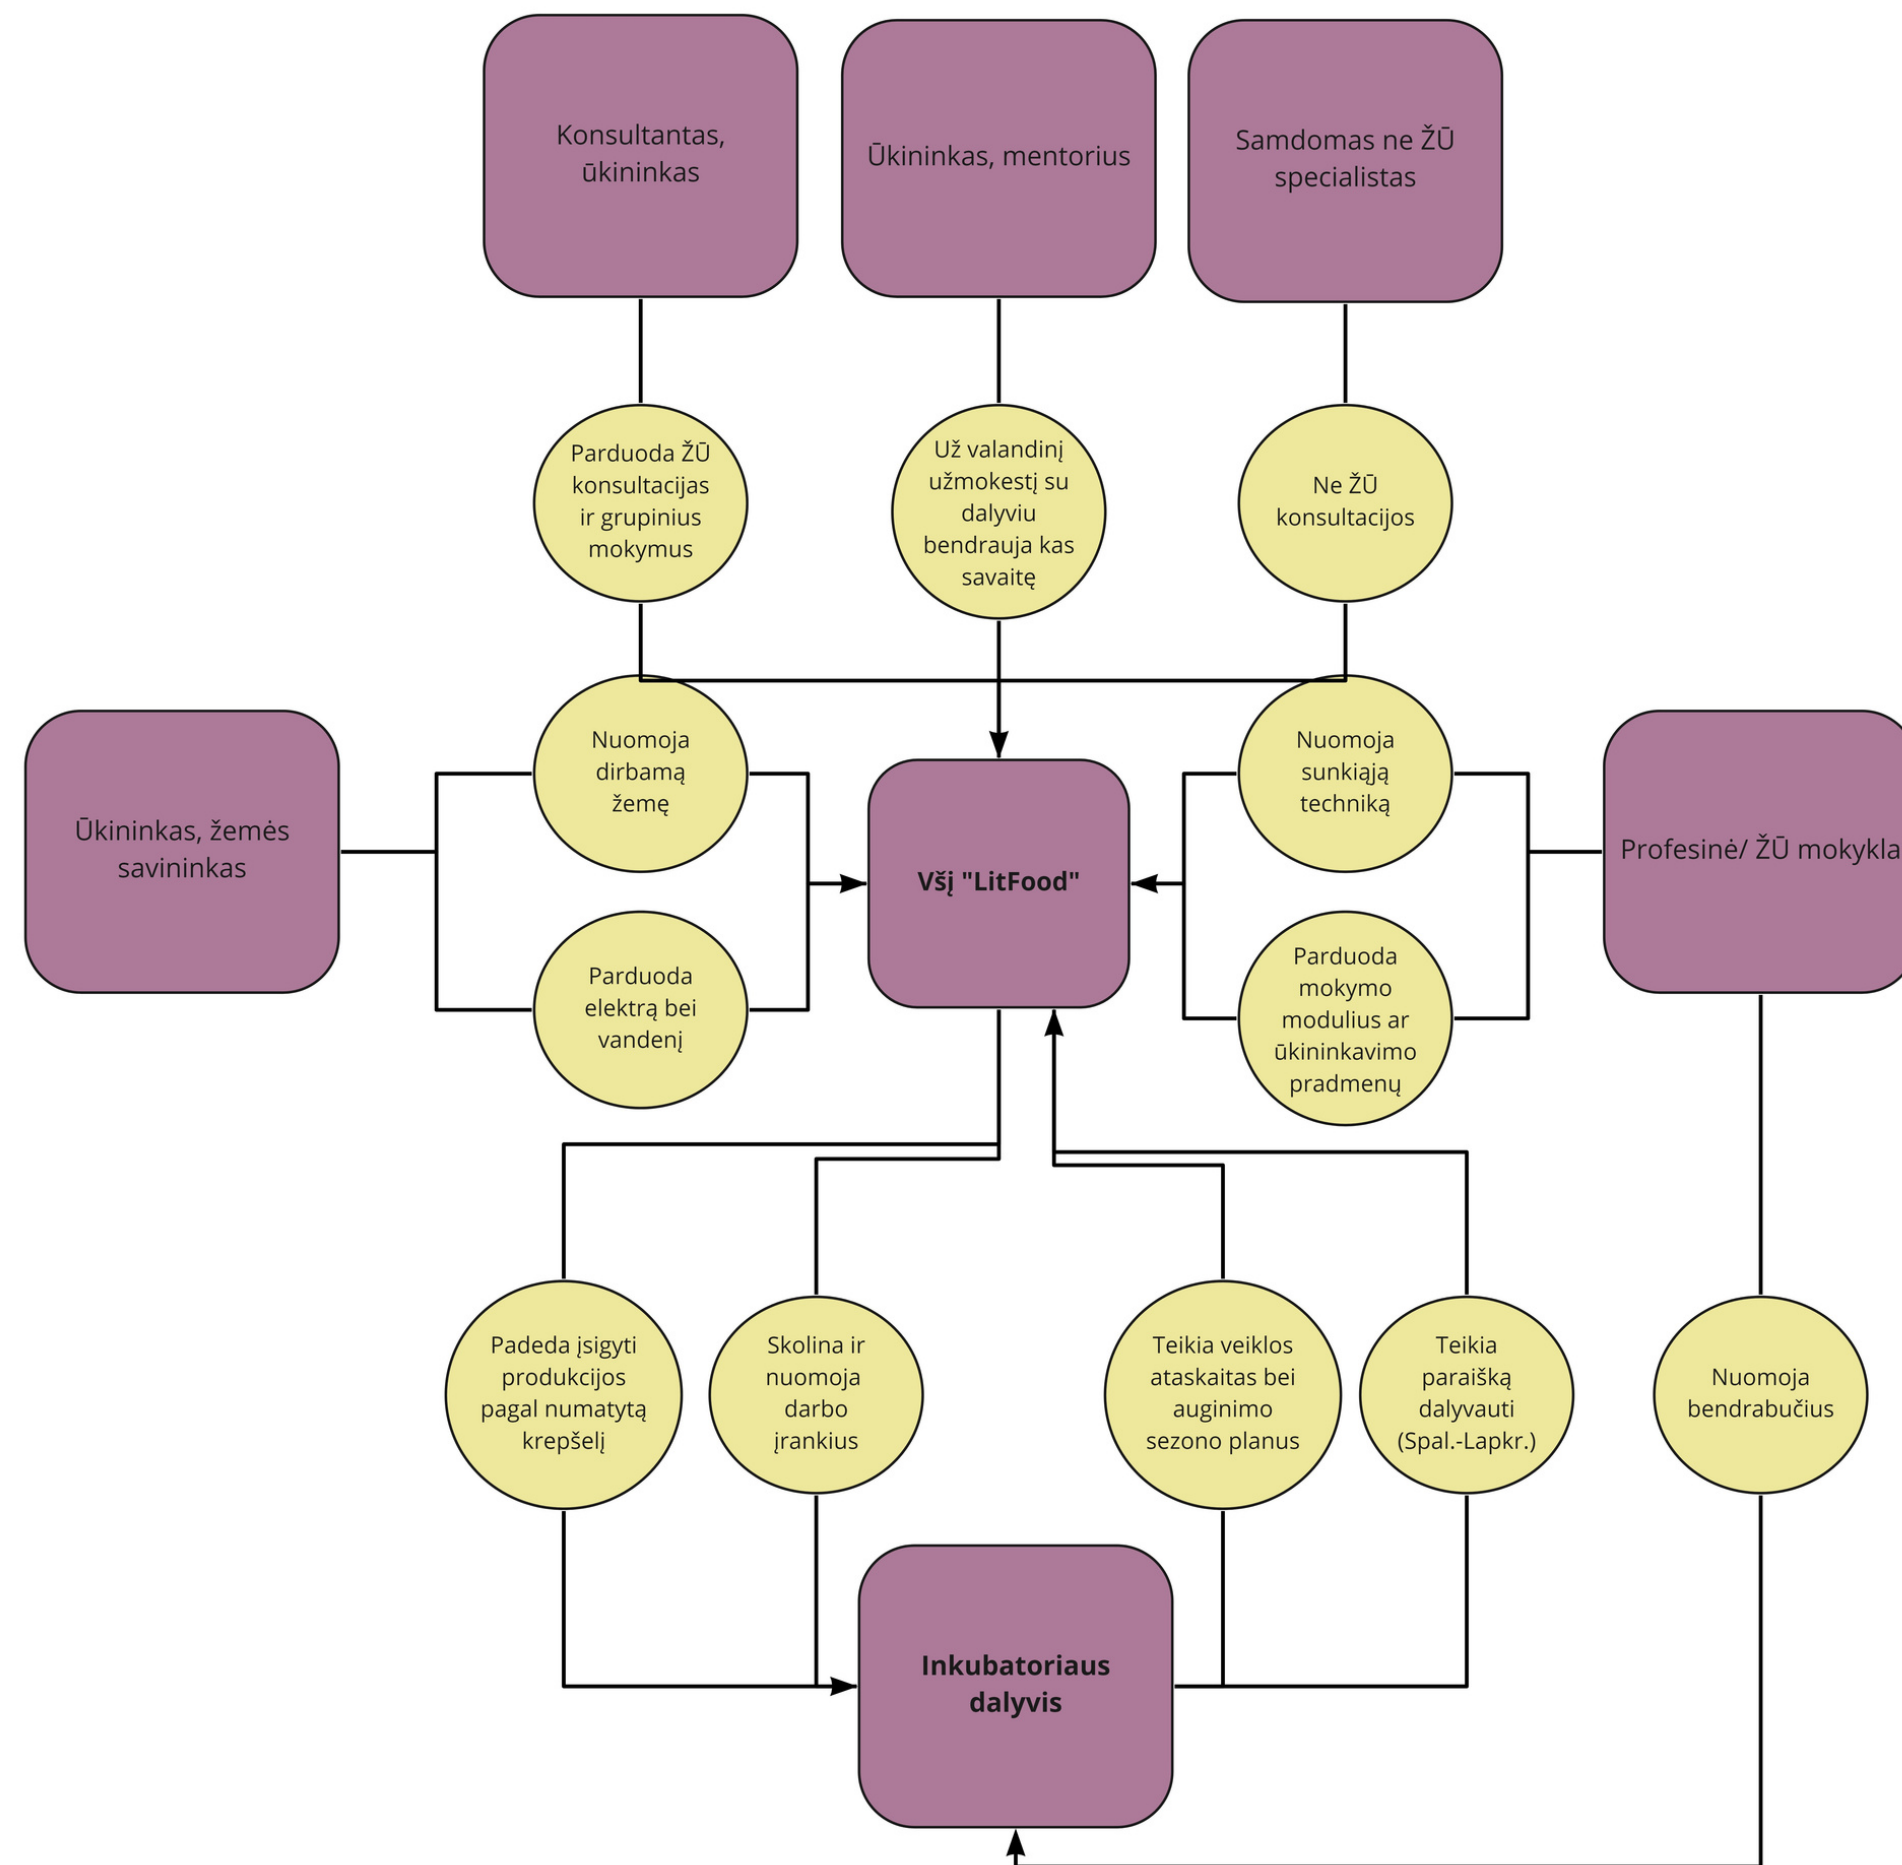 Konsultantas,
ūkininkas
Ūkininkas, mentorius
Samdomas ne ŽŪ
specialistas
Parduoda ŽŪ
konsultacijas
ir grupinius
mokymus
Už valandinį
užmokestį su
dalyviu
bendrauja kas
savaitę
Ne ŽŪ
konsultacijos
Ūkininkas, žemės
savininkas
Nuomoja
dirbamą
žemę
Parduoda
elektrą bei
vandenį
Všį "LitFood"
Nuomoja
sunkiąją
techniką
Parduoda
mokymo
modulius ar
ūkininkavimo
pradmenų
Profesinė/ ŽŪ mokykla
Padeda įsigyti
produkcijos
pagal numatytą
krepšelį
Skolina ir
nuomoja
darbo
įrankius
Teikia veiklos
ataskaitas bei
auginimo
sezono planus
Teikia
paraišką
dalyvauti
(Spal.-Lapkr.)
Nuomoja
bendrabučius
Inkubatoriaus
dalyvis